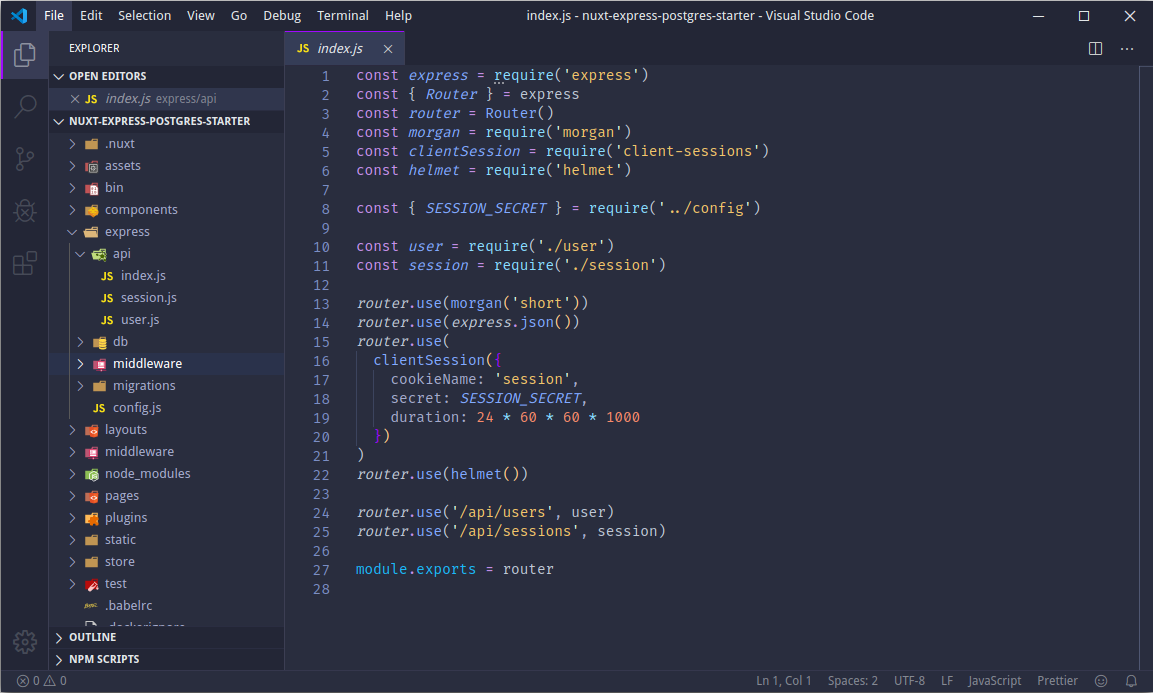 File Edit Selection View Go Debug Terminal Help
index.js - nuxt-express-postgres-starter - Visual Studio Code
EXPLORER
OPEN EDITORS
JS index.js express/api
NUXT-EXPRESS-POSTGRES-STARTER
.nuxt
assets
bin
components
express
api
JS index.js
JS session.js
JS user.js
db
middleware
migrations
JS config.js
layouts
middleware
node_modules
pages
plugins
static
store
test
.babelrc
.dockerignore
OUTLINE
NPM SCRIPTS
JS index.js
1 const express = require('express')
2 const { Router } = express
3 const router = Router()
4 const morgan = require('morgan')
5 const clientSession = require('client-sessions')
6 const helmet = require('helmet')
7
8 const { SESSION_SECRET } = require('../config')
9
10 const user = require('./user')
11 const session = require('./session')
12
13 router.use(morgan('short'))
14 router.use(express.json())
15 router.use(
16 clientSession({
17 cookieName: 'session',
18 secret: SESSION_SECRET,
19 duration: 24 * 60 * 60 * 1000
20 })
21 )
22 router.use(helmet())
23
24 router.use('/api/users', user)
25 router.use('/api/sessions', session)
26
27 module.exports = router
28
0 0
Ln 1, Col 1 Spaces: 2 UTF-8 LF JavaScript Prettier